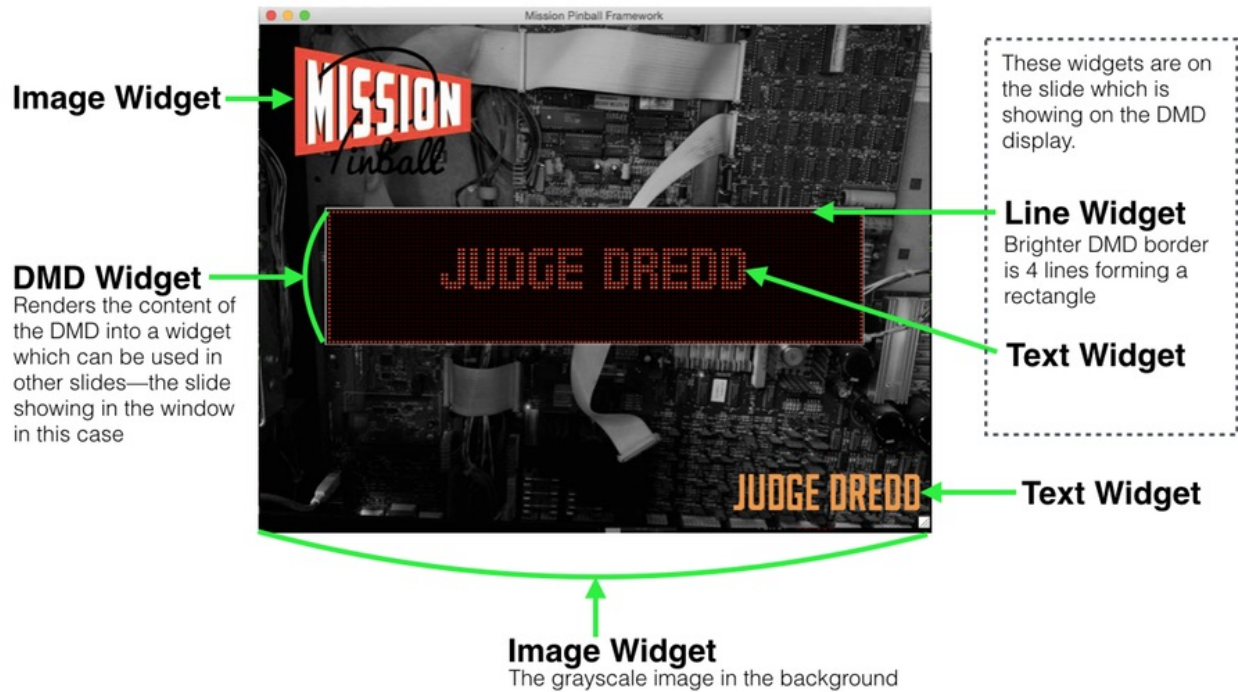 Mission Pinball Framework
Image Widget
MISSION
Pinball
These widgets are on
the slide which is
showing on the DMD
display.
Line Widget
Brighter DMD border
is 4 lines forming a
rectangle
JUDGE DREDD
DMD Widget
Renders the content of
the DMD into a widget
which can be used in
other slides—the slide
showing in the window
in this case
Text Widget
JUDGE DREDD
Text Widget
Image Widget
The grayscale image in the background